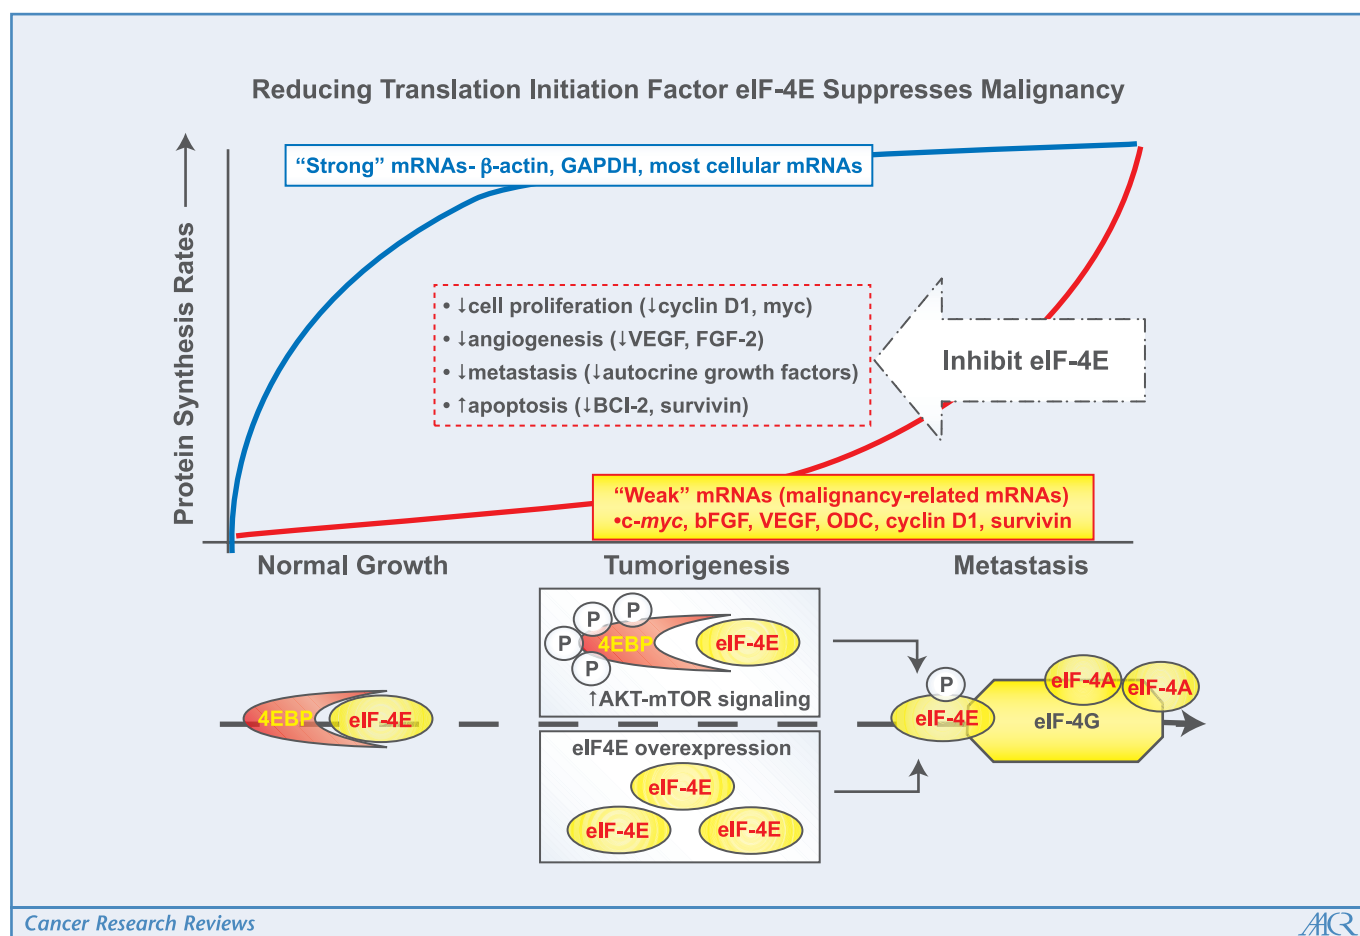 Reducing Translation Initiation Factor eIF-4E Suppresses Malignancy
Protein Synthesis Rates
“Strong” mRNAs- β-actin, GAPDH, most cellular mRNAs
• ↓cell proliferation (↓cyclin D1, myc)
• ↓angiogenesis (↓VEGF, FGF-2)
• ↓metastasis (↓autocrine growth factors)
• ↑apoptosis (↓BCI-2, survivin)
Inhibit eIF-4E
“Weak” mRNAs (malignancy-related mRNAs)
•c-myc, bFGF, VEGF, ODC, cyclin D1, survivin
Normal Growth
Tumorigenesis
Metastasis
4EBP
eIF-4E
P
P
P
P
4EBP
eIF-4E
↑AKT-mTOR signaling
eIF4E overexpression
eIF-4E
eIF-4E
eIF-4E
P
eIF-4E
eIF-4G
eIF-4A
eIF-4A
Cancer Research Reviews
AACR